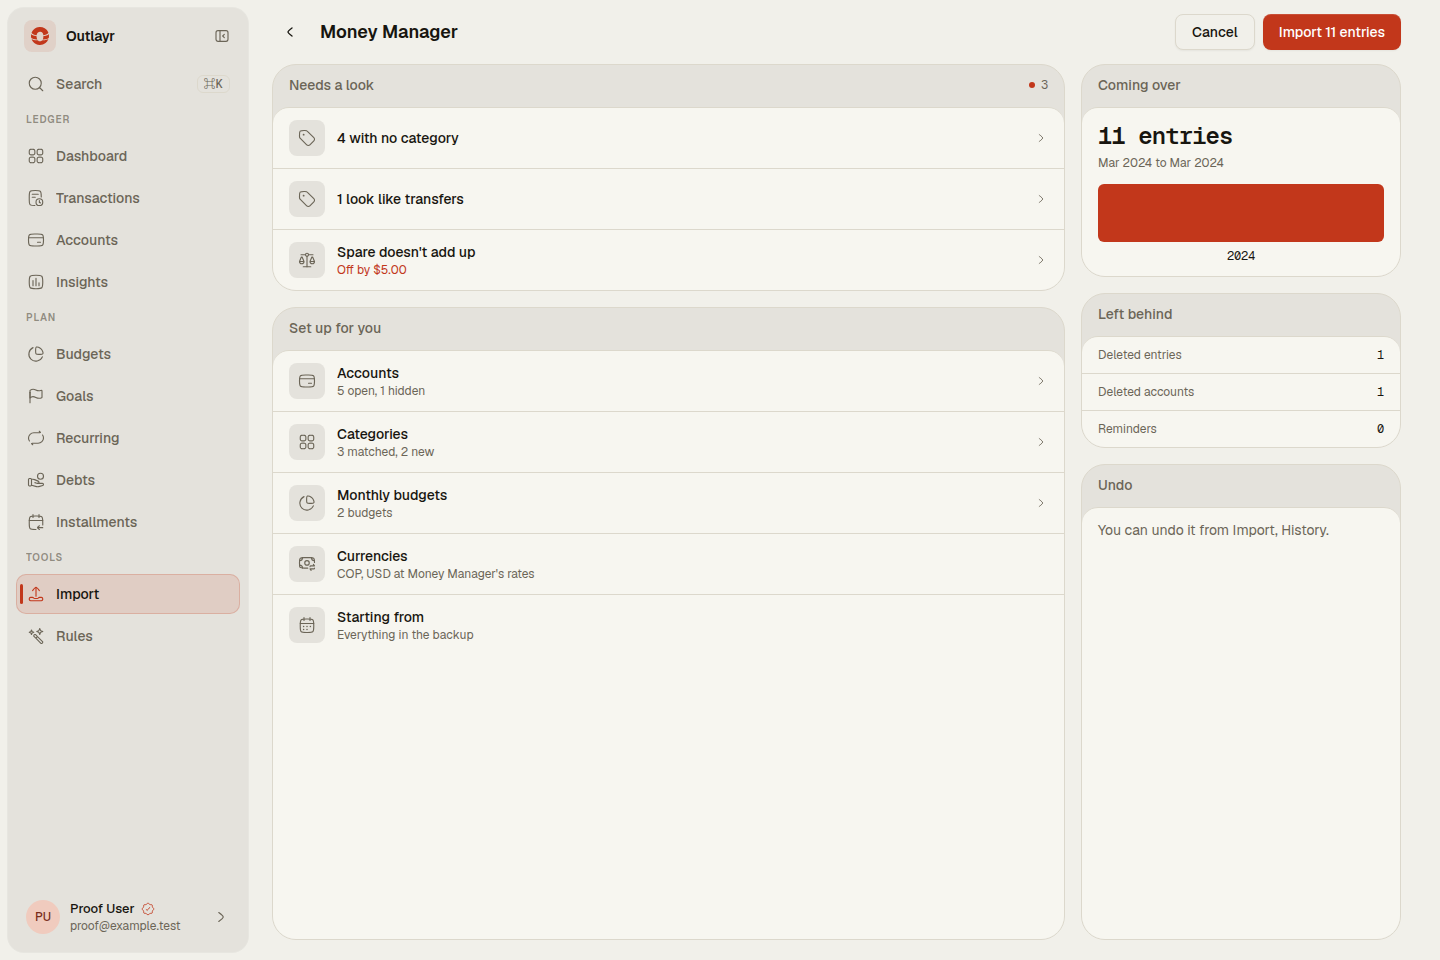 Outlayr
Search
⌘K
LEDGER
Dashboard
Transactions
Accounts
Insights
PLAN
Budgets
Goals
Recurring
Debts
Installments
TOOLS
Import
Rules
PU
Proof User
proof@example.test
Money Manager
Cancel
Import 11 entries
Needs a look
3
4 with no category
1 look like transfers
Spare doesn't add up
Off by $5.00
Set up for you
Accounts
5 open, 1 hidden
Categories
3 matched, 2 new
Monthly budgets
2 budgets
Currencies
COP, USD at Money Manager's rates
Starting from
Everything in the backup
Coming over
11 entries
Mar 2024 to Mar 2024
2024
Left behind
Deleted entries 1
Deleted accounts 1
Reminders 0
Undo
You can undo it from Import, History.